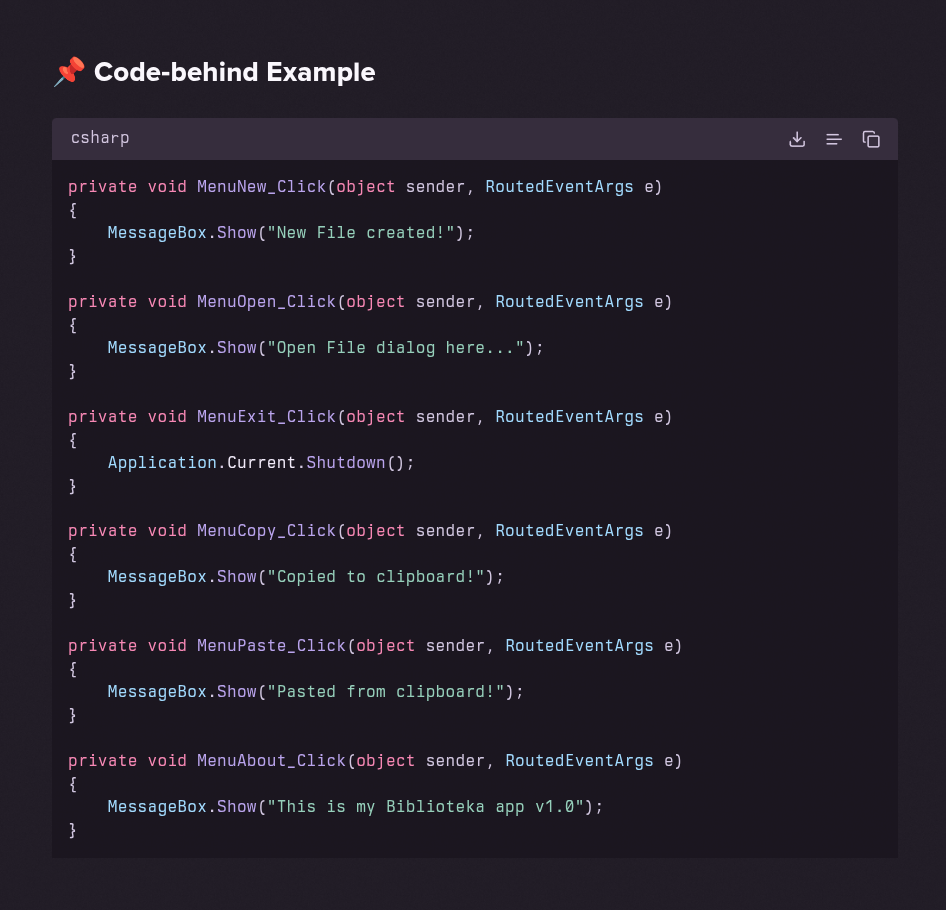 📌 Code-behind Example
csharp
private void MenuNew_Click(object sender, RoutedEventArgs e)
{
    MessageBox.Show("New File created!");
}

private void MenuOpen_Click(object sender, RoutedEventArgs e)
{
    MessageBox.Show("Open File dialog here...");
}

private void MenuExit_Click(object sender, RoutedEventArgs e)
{
    Application.Current.Shutdown();
}

private void MenuCopy_Click(object sender, RoutedEventArgs e)
{
    MessageBox.Show("Copied to clipboard!");
}

private void MenuPaste_Click(object sender, RoutedEventArgs e)
{
    MessageBox.Show("Pasted from clipboard!");
}

private void MenuAbout_Click(object sender, RoutedEventArgs e)
{
    MessageBox.Show("This is my Biblioteka app v1.0");
}